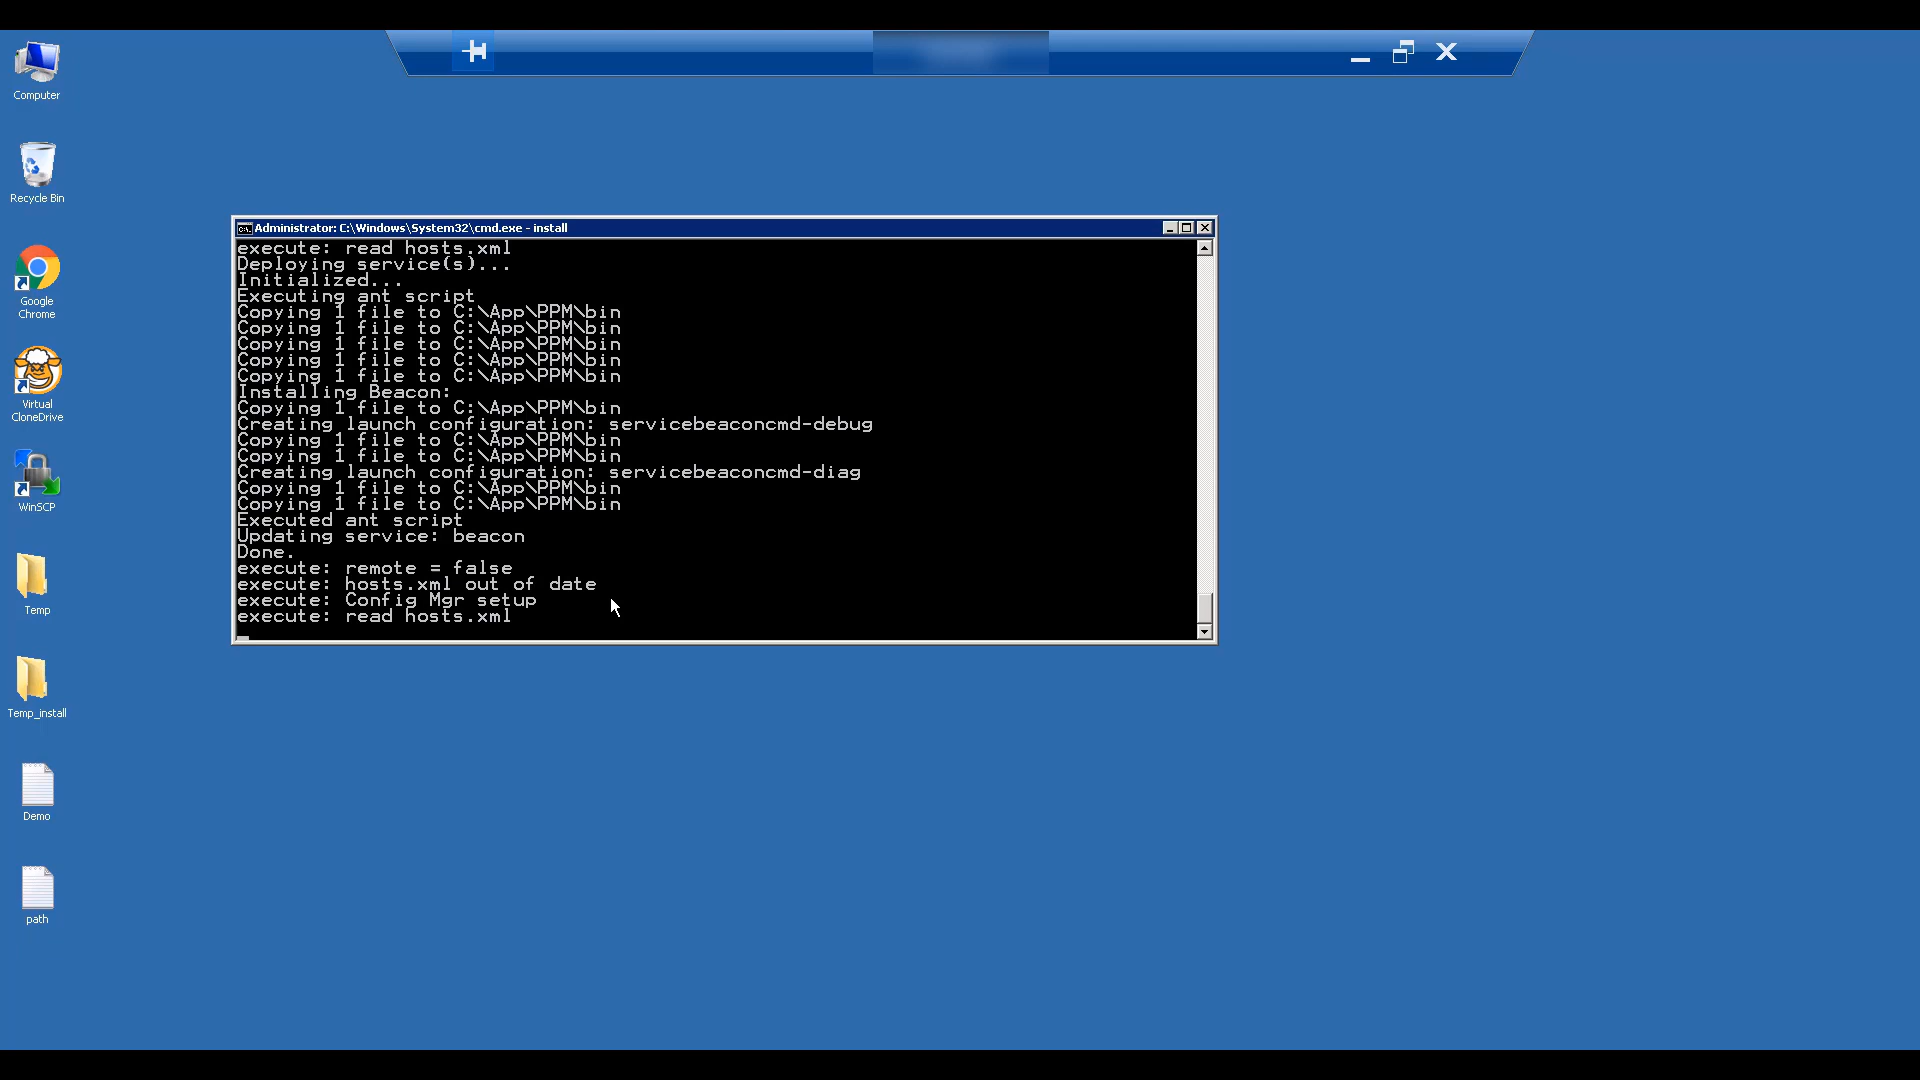 Computer
Recycle Bin
Google
Chrome
Virtual
CloneDrive
WinSCP
Temp
Temp_install
Demo
path
Administrator: C:\Windows\System32\cmd.exe - install
execute: read hosts.xml
Deploying service(s)...
Initialized...
Executing ant script
Copying 1 file to C:\App\PPM\bin
Copying 1 file to C:\App\PPM\bin
Copying 1 file to C:\App\PPM\bin
Copying 1 file to C:\App\PPM\bin
Copying 1 file to C:\App\PPM\bin
Installing Beacon:
Copying 1 file to C:\App\PPM\bin
Creating launch configuration: servicebeaconcmd-debug
Copying 1 file to C:\App\PPM\bin
Copying 1 file to C:\App\PPM\bin
Creating launch configuration: servicebeaconcmd-diag
Copying 1 file to C:\App\PPM\bin
Copying 1 file to C:\App\PPM\bin
Executed ant script
Updating service: beacon
Done.
execute: remote = false
execute: hosts.xml out of date
execute: Config Mgr setup
execute: read hosts.xml